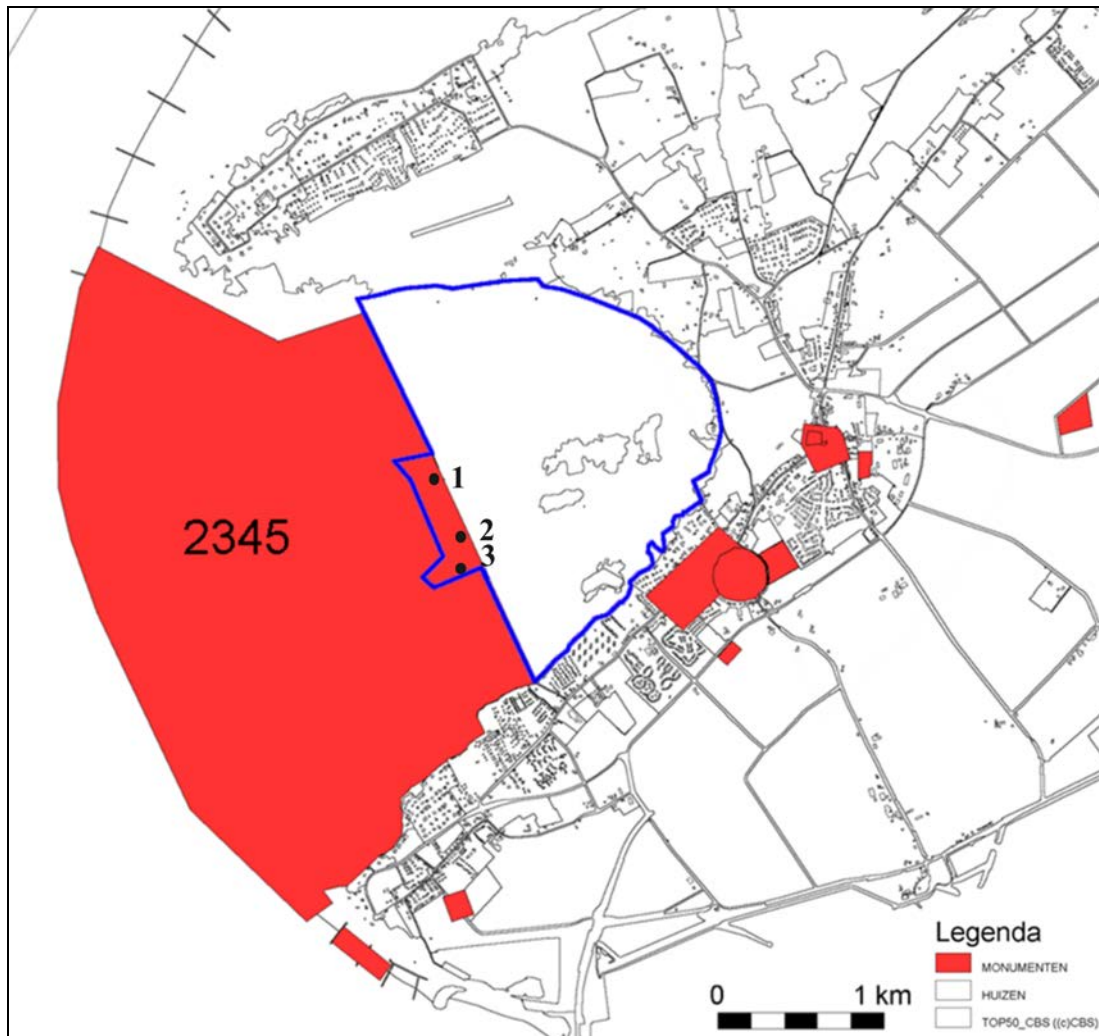 1
2345
2
3
Legenda
MONUMENTEN
HUIZEN
TOP50_CBS ((c)CBS)
0 1 km